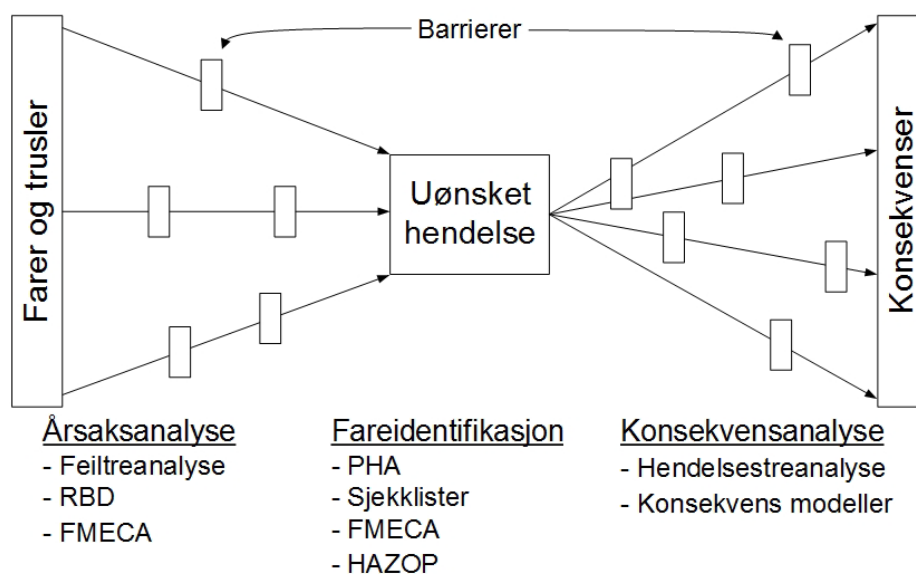 Barrierer
Farer og trusler
Uønsket
hendelse
Konsekvenser
Årsaksanalyse
- Feiltreanalyse
- RBD
- FMECA
Fareidentifikasjon
- PHA
- Sjekklister
- FMECA
- HAZOP
Konsekvensanalyse
- Hendelsestreanalyse
- Konsekvens modeller